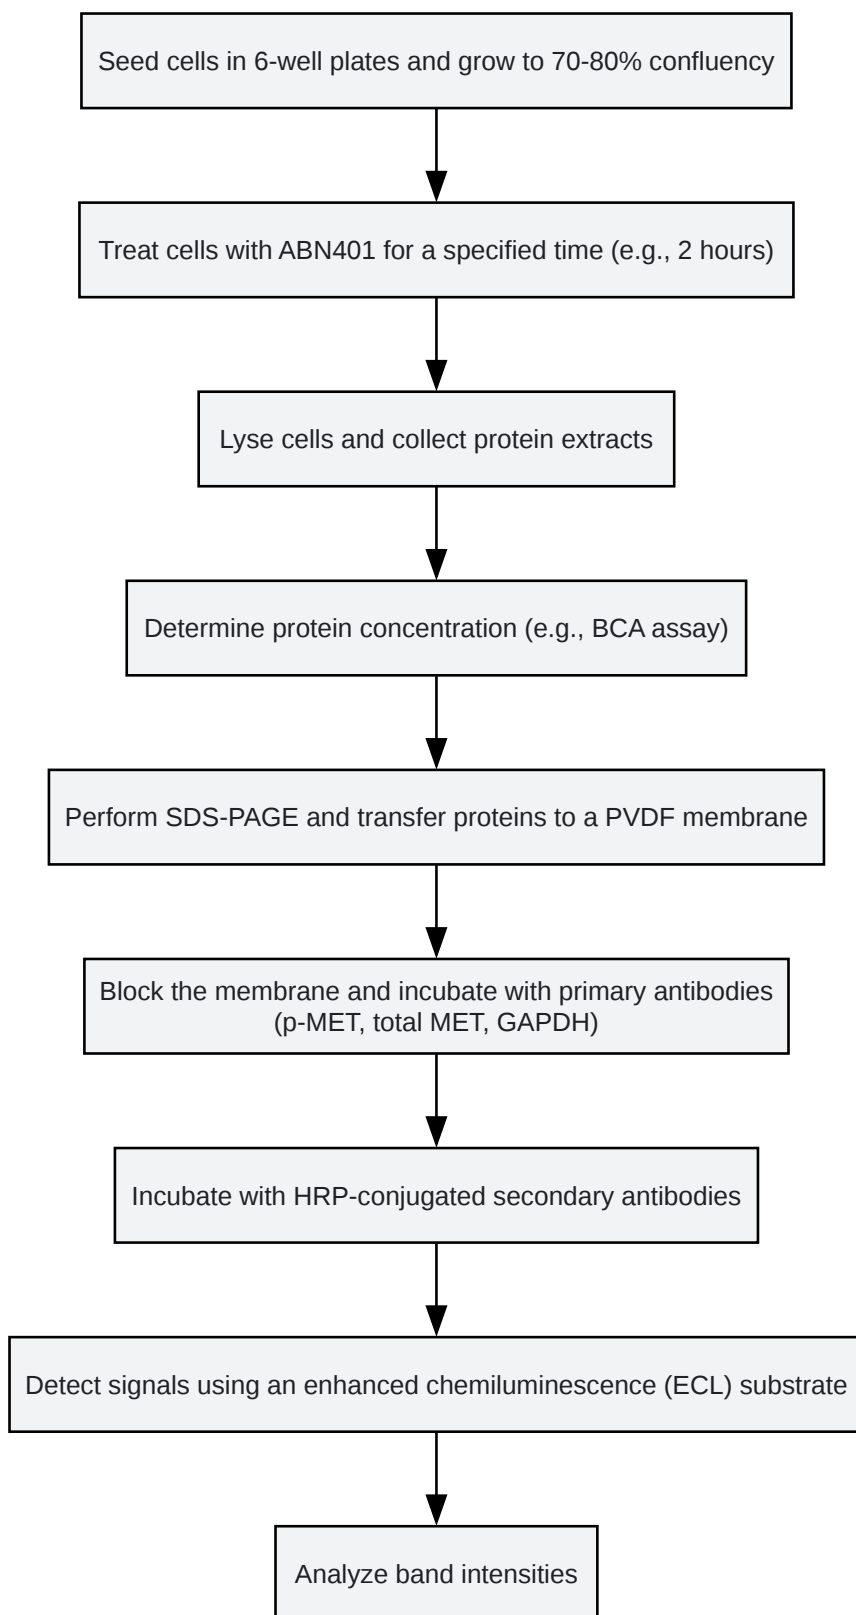 Seed cells in 6-well plates and grow to 70-80% confluency
Treat cells with ABN401 for a specified time (e.g., 2 hours)
Lyse cells and collect protein extracts
Determine protein concentration (e.g., BCA assay)
Perform SDS-PAGE and transfer proteins to a PVDF membrane
Block the membrane and incubate with primary antibodies
(p-MET, total MET, GAPDH)
Incubate with HRP-conjugated secondary antibodies
Detect signals using an enhanced chemiluminescence (ECL) substrate
Analyze band intensities